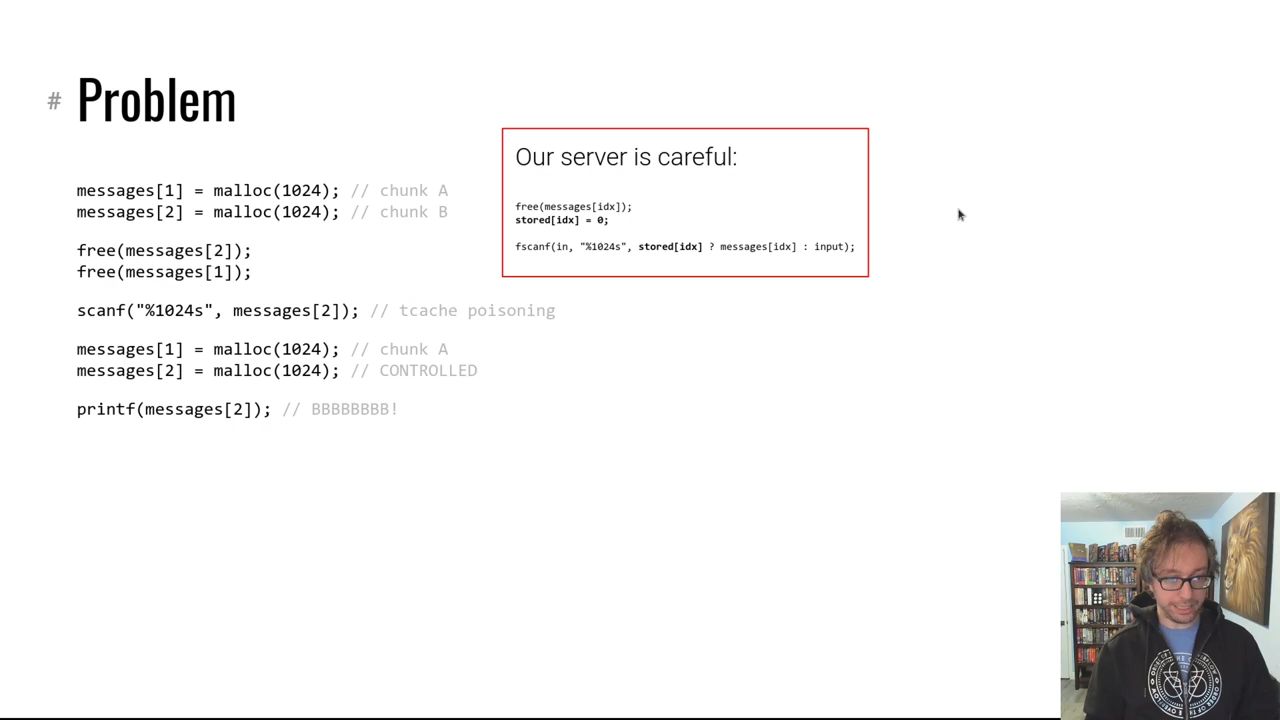 # Problem
messages[1] = malloc(1024); // chunk A
messages[2] = malloc(1024); // chunk B
free(messages[2]);
free(messages[1]);
scanf("%1024s", messages[2]); // tcache poisoning
messages[1] = malloc(1024); // chunk A
messages[2] = malloc(1024); // CONTROLLED
printf(messages[2]); // BBBBBBBB!
Our server is careful:
free(messages[idx]);
stored[idx] = 0;
fscanf(in, "%1024s", stored[idx] ? messages[idx] : input);